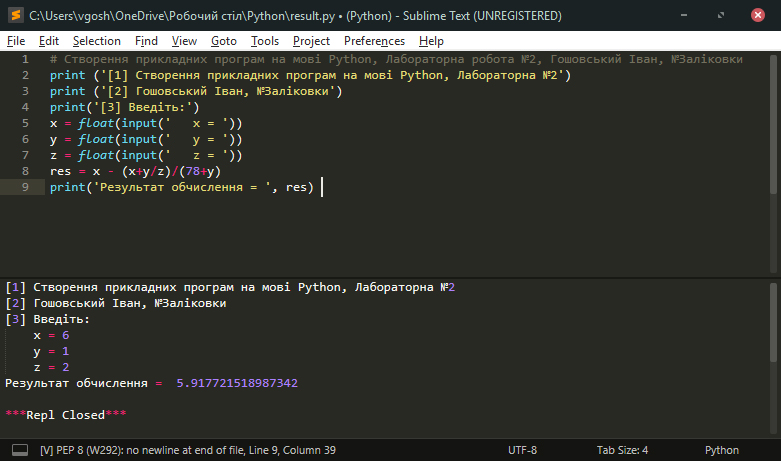 C:\Users\vgosh\OneDrive\Робочий стіл\Python\result.py • (Python) - Sublime Text (UNREGISTERED)
File Edit Selection Find View Goto Tools Project Preferences Help
1 # Створення прикладних програм на мові Python, Лабораторна робота №2, Гошовський Іван, №Заліковки
2 print ('[1] Створення прикладних програм на мові Python, Лабораторна №2')
3 print ('[2] Гошовський Іван, №Заліковки')
4 print('[3] Введіть:')
5 x = float(input('   x = '))
6 y = float(input('   y = '))
7 z = float(input('   z = '))
8 res = x - (x+y/z)/(78+y)
9 print('Результат обчислення = ', res)
[1] Створення прикладних програм на мові Python, Лабораторна №2
[2] Гошовський Іван, №Заліковки
[3] Введіть:
    x = 6
    y = 1
    z = 2
Результат обчислення =  5.917721518987342
***Repl Closed***
[V] PEP 8 (W292): no newline at end of file, Line 9, Column 39 UTF-8 Tab Size: 4 Python